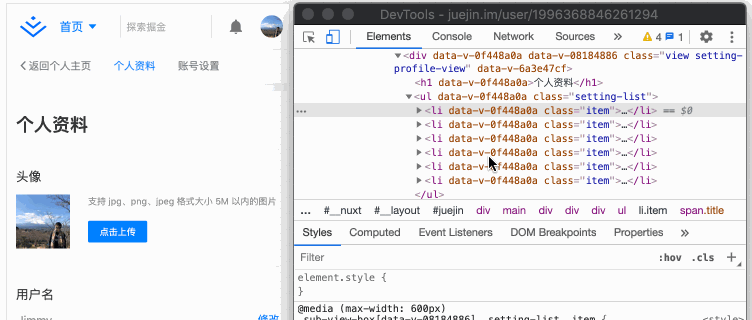 首页
探索掘金
返回个人主页
个人资料
账号设置
个人资料
头像
支持 jpg、png、jpeg 格式大小 5M 以内的图片
点击上传
用户名
jimmy
修改
DevTools - juejin.im/user/1996368846261294
Elements
Console
Network
Sources
»
4
1
<div data-v-0f448a0a data-v-08184886 class="view setting-
profile-view" data-v-6a3e47cf>
<h1 data-v-0f448a0a>个人资料</h1>
<ul data-v-0f448a0a class="setting-list">
… <li data-v-0f448a0a class="item">…</li> == $0
<li data-v-0f448a0a class="item">…</li>
<li data-v-0f448a0a class="item">…</li>
<li data-v-0f448a0a class="item">…</li>
<li data-v-0f448a0a class="item">…</li>
<li data-v-0f448a0a class="item">…</li>
</ul>
… #__nuxt #__layout #juejin div main div div div ul li.item span.title
Styles
Computed
Event Listeners
DOM Breakpoints
Properties
»
Filter
:hov .cls +
element.style {
}
@media (max-width: 600px)
.sub-view-box[data-v-08184886] .setting-list .item {
<style>